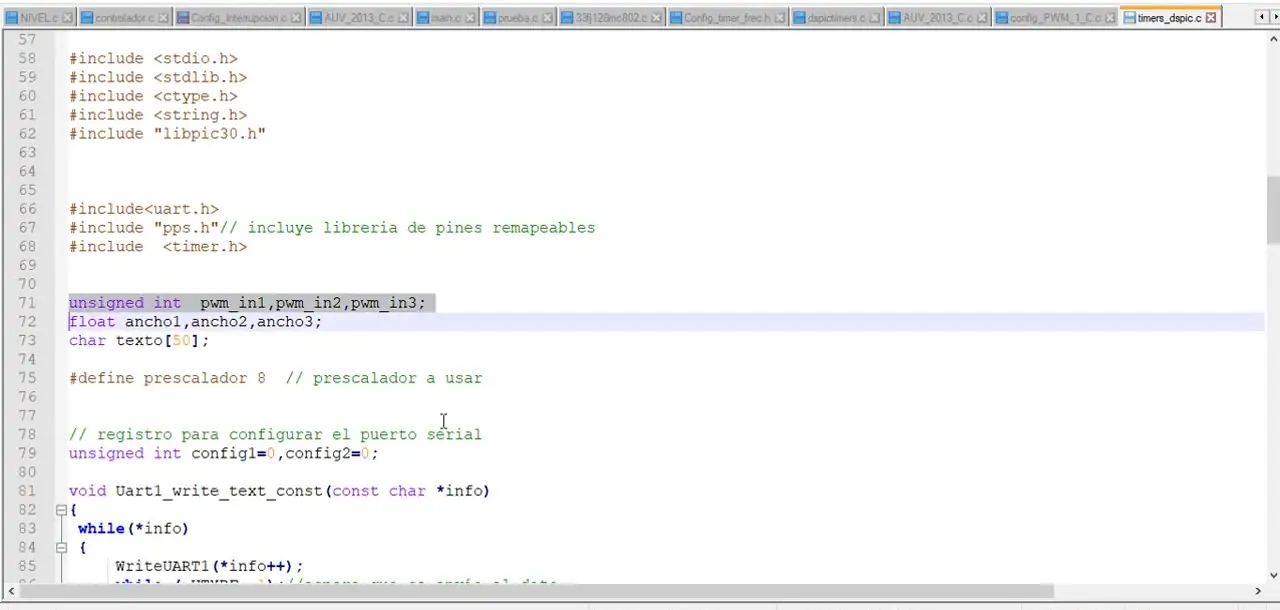 NIVEL.c controlador.c Config_Interrupcion.c AUV_2013_C.c main.c prueba.c 33fj128mc802.c Config_timer_frec.h dspictimers.c AUV_2013_C.c config_PWM_1_C.c timers_dspic.c
57
58 #include <stdio.h>
59 #include <stdlib.h>
60 #include <ctype.h>
61 #include <string.h>
62 #include "libpic30.h"
63
64
65
66 #include<uart.h>
67 #include "pps.h"// incluye libreria de pines remapeables
68 #include  <timer.h>
69
70
71 unsigned int  pwm_in1,pwm_in2,pwm_in3;
72 float ancho1,ancho2,ancho3;
73 char texto[50];
74
75 #define prescalador 8  // prescalador a usar
76
77
78 // registro para configurar el puerto serial
79 unsigned int config1=0,config2=0;
80
81 void Uart1_write_text_const(const char *info)
82 {
83 while(*info)
84 {
85 WriteUART1(*info++);